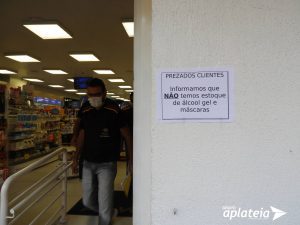 PREZADOS CLIENTES
Informamos que
NÃO temos estoque
de álcool gel e
máscaras
aplateia